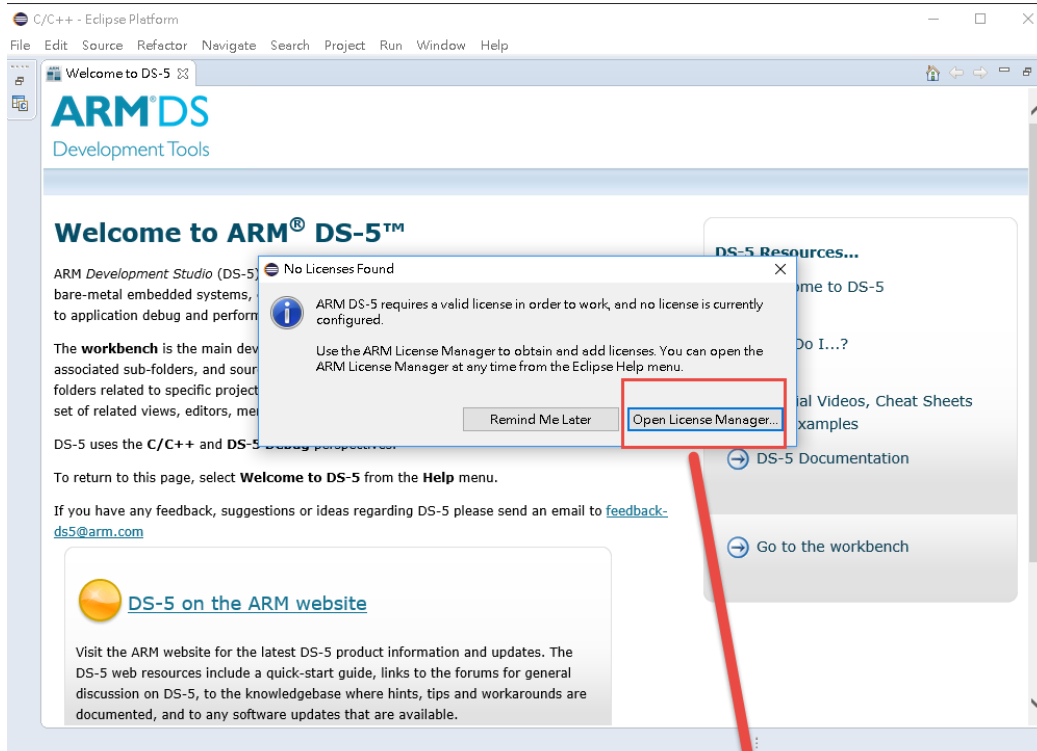 C/C++ - Eclipse Platform
File Edit Source Refactor Navigate Search Project Run Window Help
Welcome to DS-5
ARM®DS
Development Tools
Welcome to ARM® DS-5™
ARM Development Studio (DS-5)
bare-metal embedded systems,
to application debug and
The workbench is the main
associated sub-folders, and
folders related to specific
set of related views, editors,
DS-5 uses the C/C++ and DS-5 Debug perspectives.
To return to this page, select Welcome to DS-5 from the Help menu.
If you have any feedback, suggestions or ideas regarding DS-5 please send an email to feedback-
ds5@arm.com
DS-5 on the ARM website
Visit the ARM website for the latest DS-5 product information and updates. The
DS-5 web resources include a quick-start guide, links to the forums for general
discussion on DS-5, to the knowledgebase where hints, tips and workarounds are
documented, and to any software updates that are available.
No Licenses Found
ARM DS-5 requires a valid license in order to work, and no license is currently
configured.
Use the ARM License Manager to obtain and add licenses. You can open the
ARM License Manager at any time from the Eclipse Help menu.
Remind Me Later
Open License Manager...
DS-5 Resources...
to DS-5
Do I...?
Videos, Cheat Sheets
DS-5 Documentation
Go to the workbench